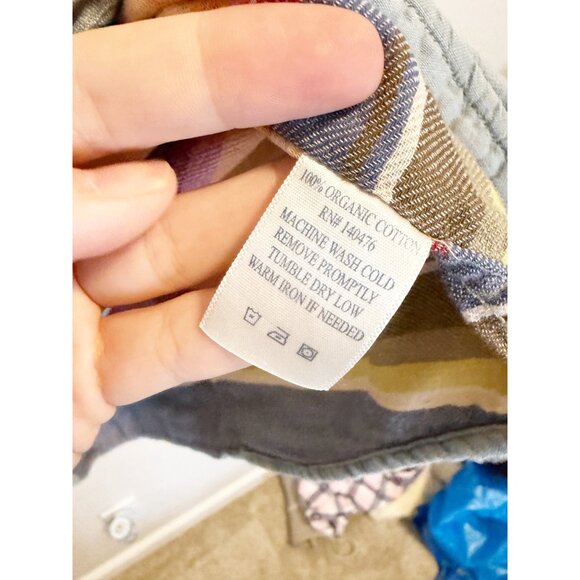 100% ORGANIC COTTON
RN# 140476
MACHINE WASH COLD
REMOVE PROMPTLY
TUMBLE DRY LOW
WARM IRON IF NEEDED